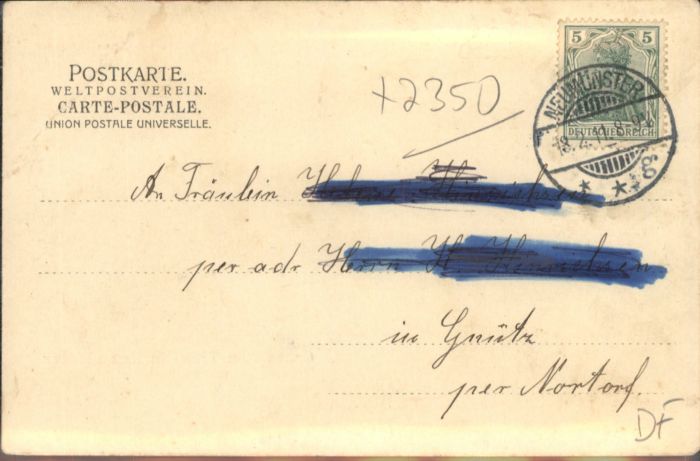 POSTKARTE.
WELTPOSTVEREIN.
CARTE-POSTALE.
UNION POSTALE UNIVERSELLE.
+2350
5 5
DEUTSCHES REICH
NEUMÜNSTER
An Fräulein
per adr Herrn H. Hinrichsen
in Gnutz
per Nortorf.
DF